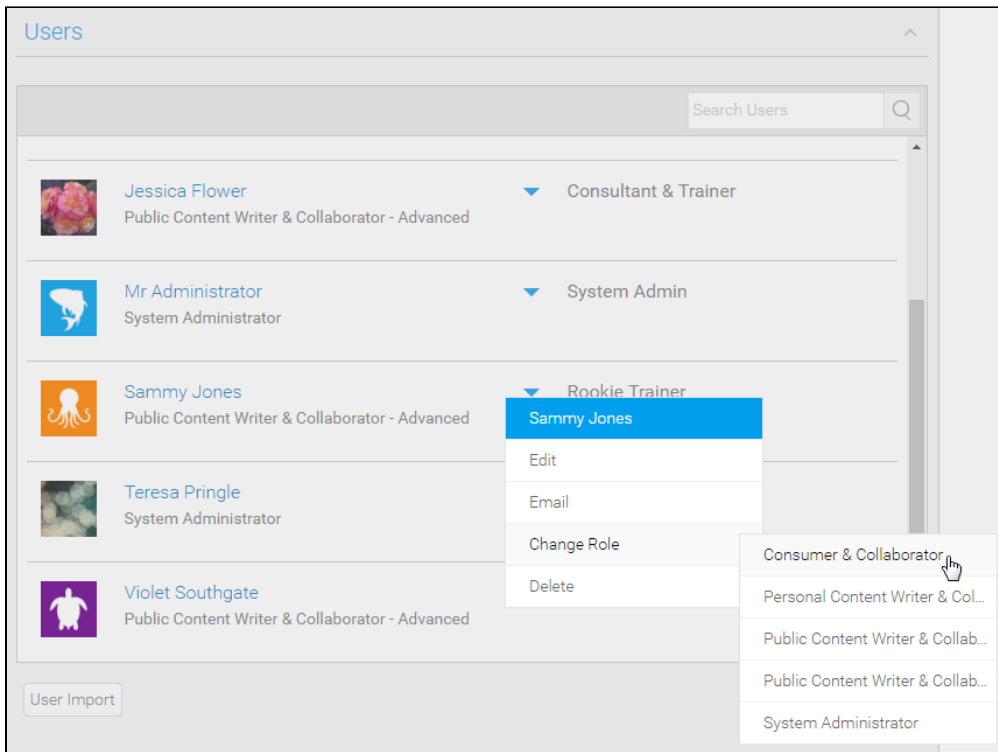 Users
Search Users
Jessica Flower
Consultant & Trainer
Public Content Writer & Collaborator - Advanced
Mr Administrator
System Admin
System Administrator
Sammy Jones
Rookie Trainer
Public Content Writer & Collaborator - Advanced
Sammy Jones
Edit
Email
Change Role
Delete
Consumer & Collaborator
Personal Content Writer & Col...
Public Content Writer & Collab...
Public Content Writer & Collab...
System Administrator
Teresa Pringle
System Administrator
Violet Southgate
Public Content Writer & Collaborator - Advanced
User Import